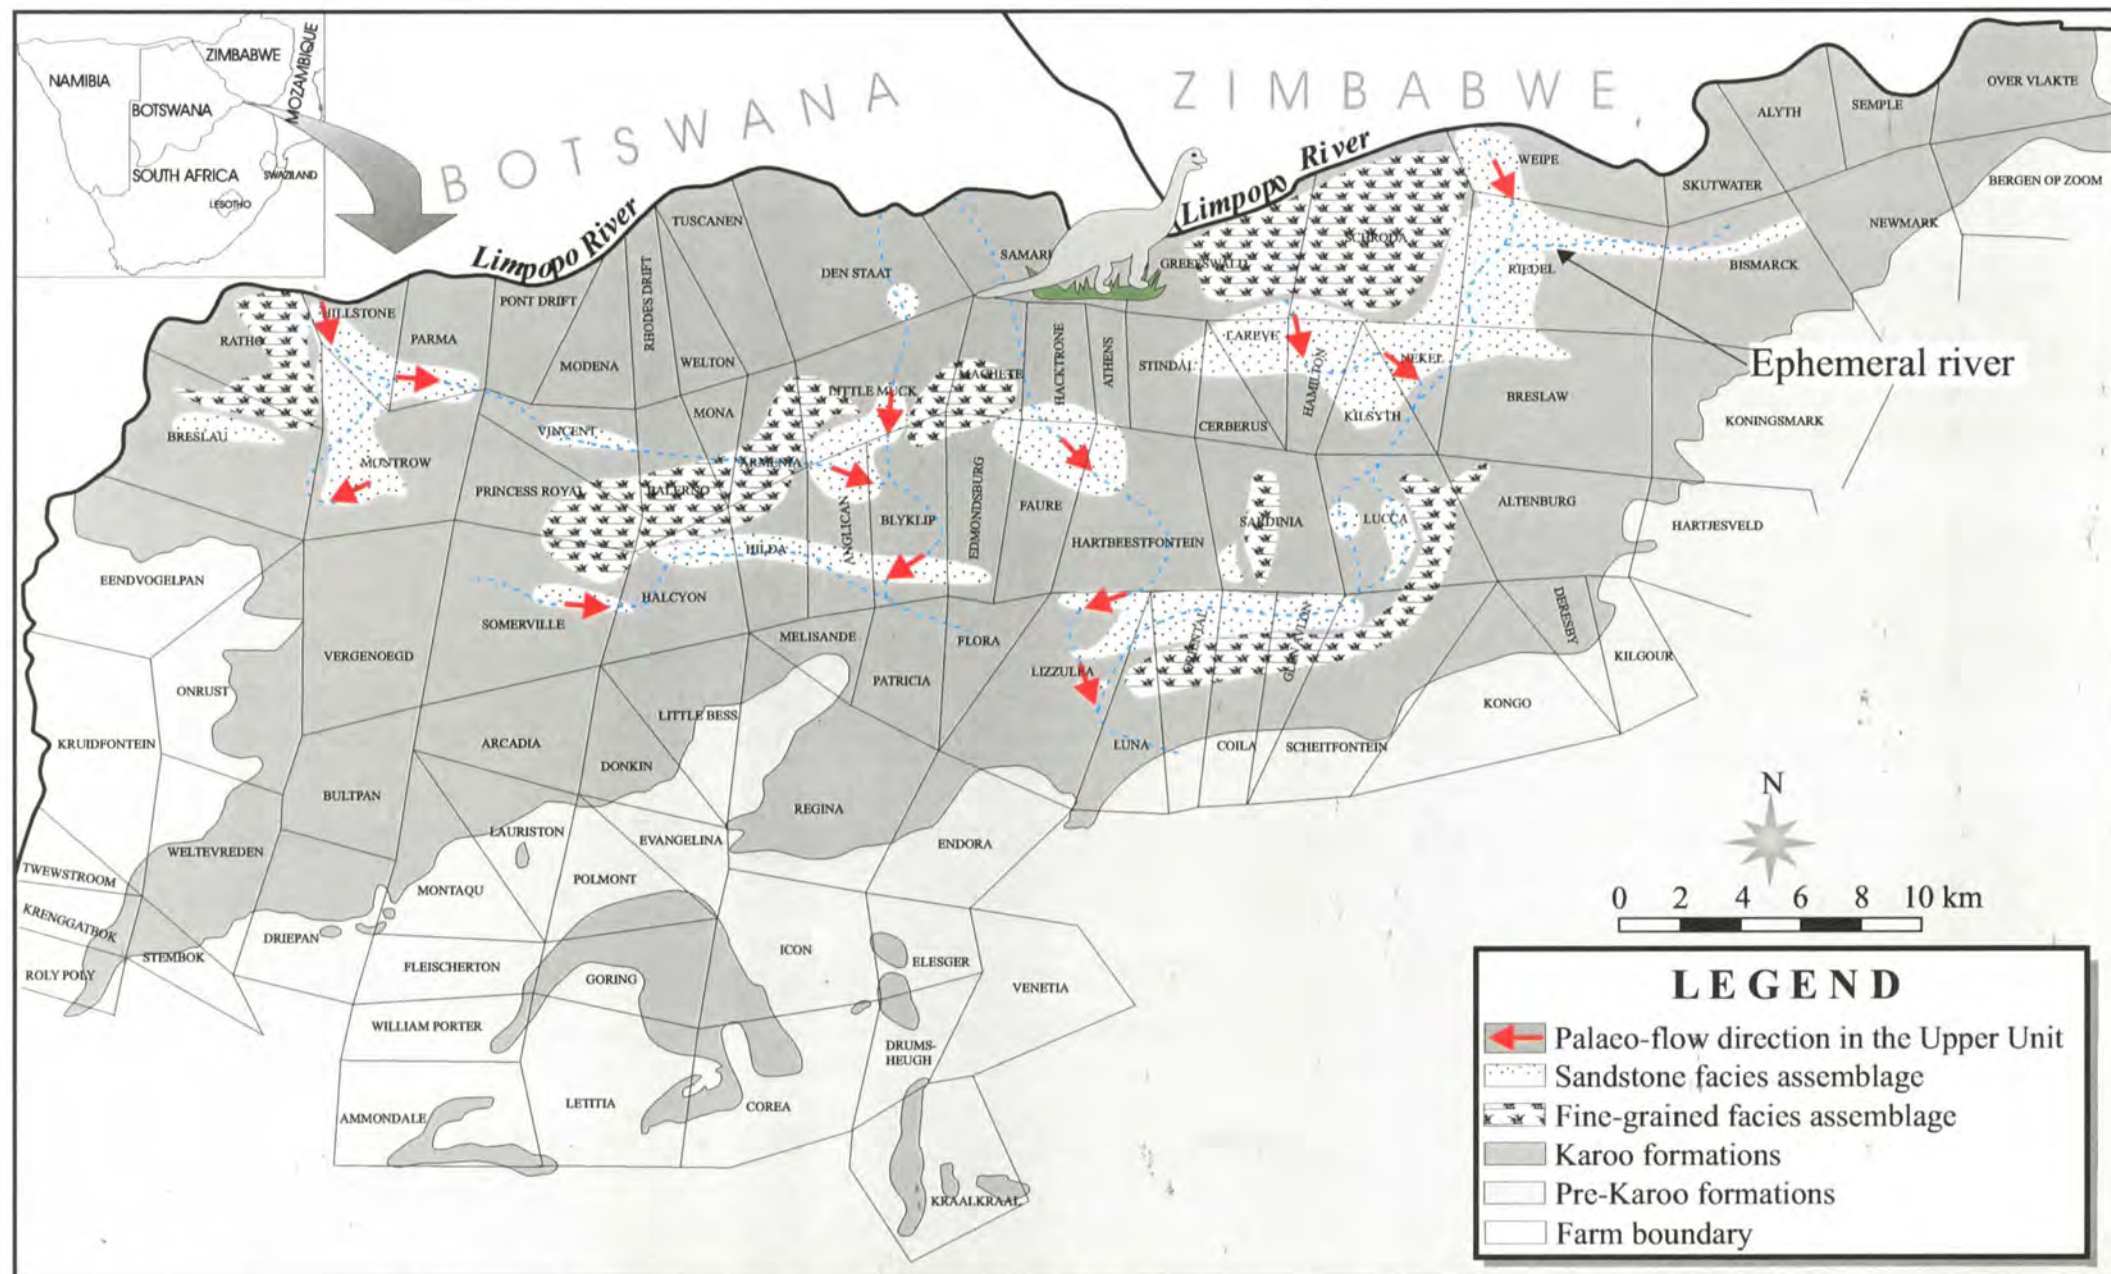 NAMIBIA
ZIMBABWE
MOZAMBIQUE
BOTSWANA
SOUTH AFRICA
SWAZILAND
LESOTHO
BOTSWANA
ZIMBABWE
Limpopo River
Limpopo River
OVER VLAKTE
SEMPLE
ALYTH
WEIPE
SKUTWATER
BERGEN OP ZOOM
NEWMARK
TUSCANEN
SCHRODA
DEN STAAT
GREEFSWALD
RIEDEL
BISMARCK
PONT DRIFT
RHODES DRIFT
RATHO
PARMA
MODENA
WELTON
LITTLE MUCK
MACHETE
HACKTRONE
ATHENS
STINDAL
HAMILTON
NEKEL
Ephemeral river
BRESLAU
VINCENT
MONA
CERBERUS
KILSYTH
BRESLAW
KONINGSMARK
MONTROW
ARMENIA
PRINCESS ROYAL
ANGLICAN
BLYKLIP
EDMONDSBURG
FAURE
SARDINIA
LUCCA
ALTENBURG
HARTJESVELD
HARTBEESTFONTEIN
HILDA
EENDVOGELPAN
HALCYON
SOMERVILLE
MELISANDE
FLORA
DERESBY
VERGENOEGD
ONRUST
PATRICIA
LIZZULEA
KILGOUR
KONGO
LITTLE BESS
KRUIDFONTEIN
ARCADIA
DONKIN
LUNA
COILA
SCHEITFONTEIN
BULTPAN
REGINA
LAURISTON
EVANGELINA
ENDORA
WELTEVREDEN
TWEWSTROOM
MONTAQU
POLMONT
KRENGGATBOK
DRIEPAN
STEMBOK
ROLY POLY
FLEISCHERTON
GORING
ICON
ELESGER
VENETIA
WILLIAM PORTER
DRUMS-
HEUGH
AMMONDALE
LETITIA
COREA
KRAALKRAAL
N
0 2 4 6 8 10 km
LEGEND
Palaeo-flow direction in the Upper Unit
Sandstone facies assemblage
Fine-grained facies assemblage
Karoo formations
Pre-Karoo formations
Farm boundary